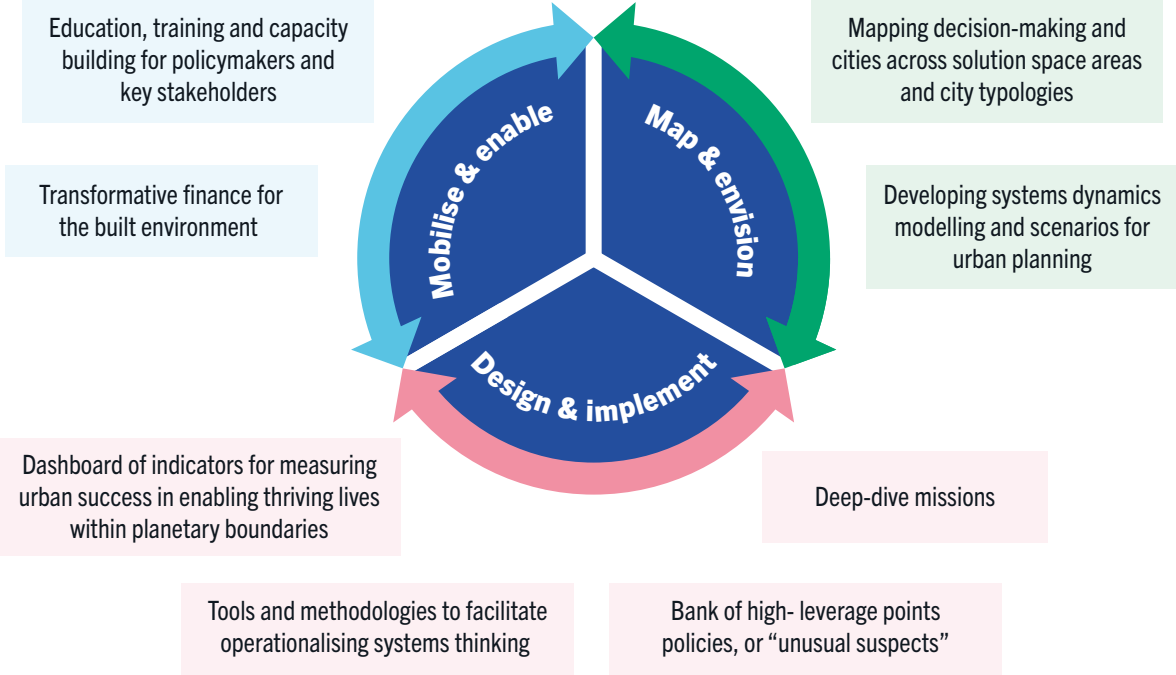 Education, training and capacity
building for policymakers and
key stakeholders
Mapping decision-making and
cities across solution space areas
and city typologies
Transformative finance for
the built environment
Developing systems dynamics
modelling and scenarios for
urban planning
Mobilise & enable
Map & envision
Design & implement
Dashboard of indicators for measuring
urban success in enabling thriving lives
within planetary boundaries
Deep-dive missions
Tools and methodologies to facilitate
operationalising systems thinking
Bank of high- leverage points
policies, or “unusual suspects”